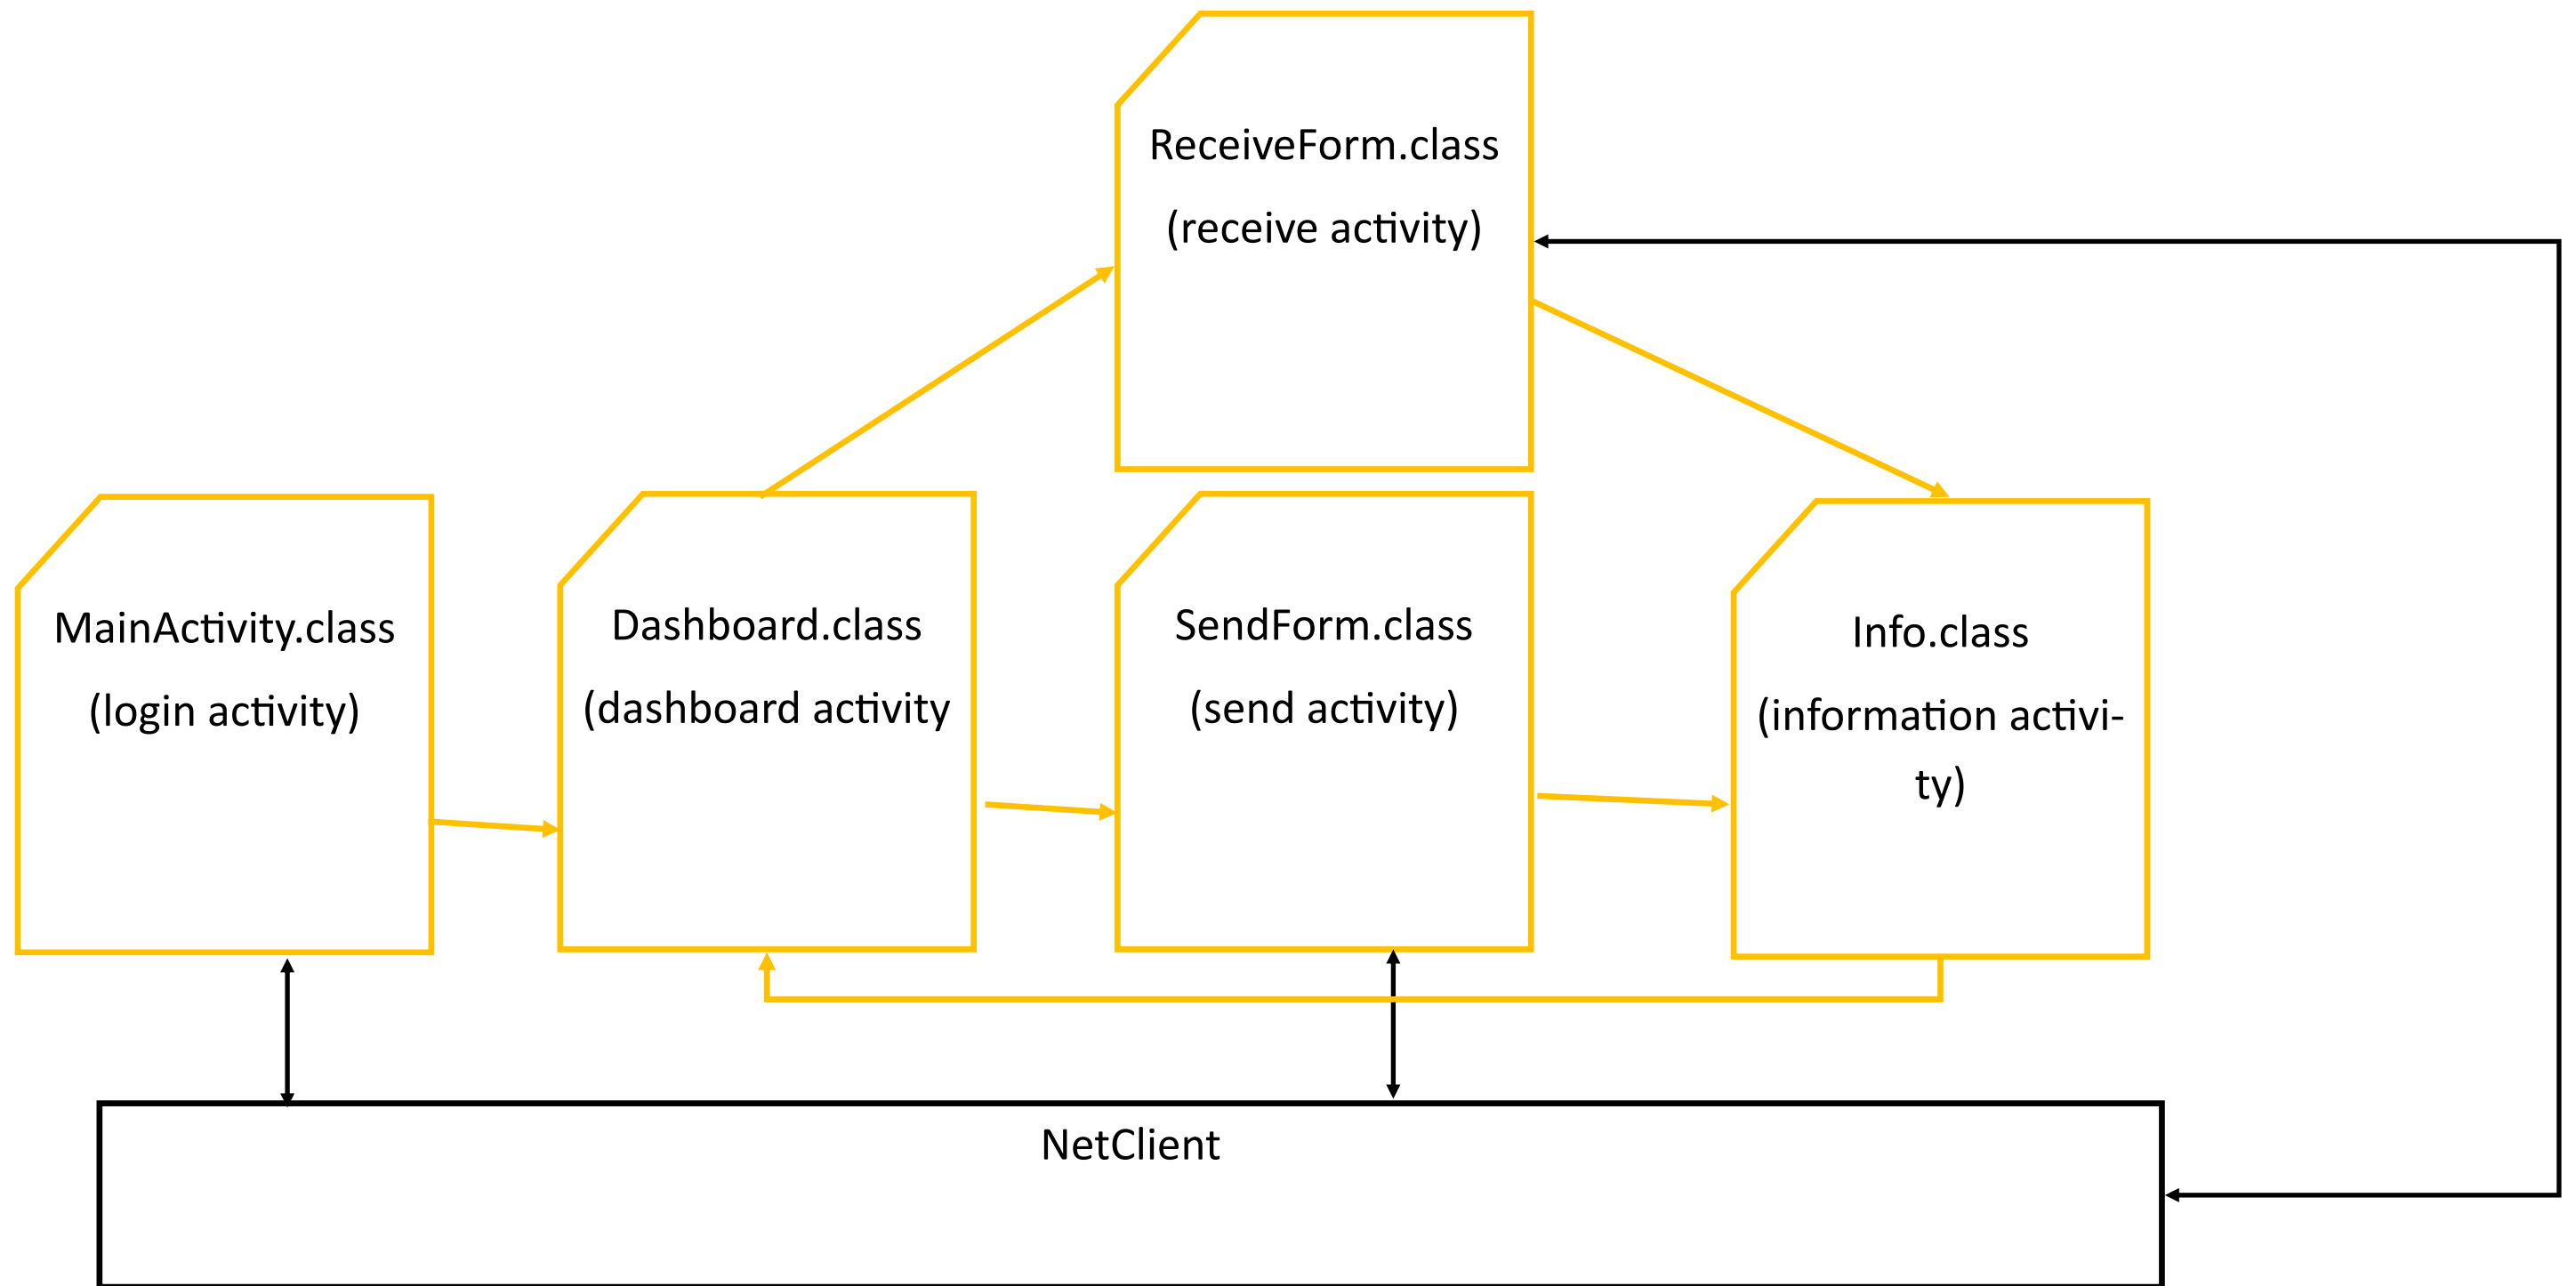 ReceiveForm.class
(receive activity)
MainActivity.class
(login activity)
Dashboard.class
(dashboard activity
SendForm.class
(send activity)
Info.class
(information activi-
ty)
NetClient